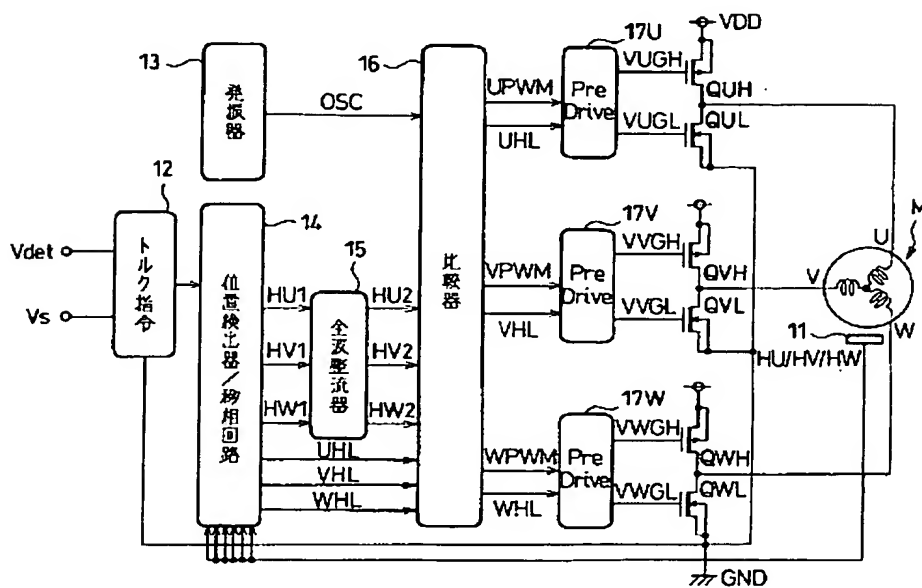 17U
VDD
13
16
VUGH
UPWM
Pre
Drive
QUH
発振器
OSC
VUGL
QUL
UHL
12
14
17V
M
Vdet
トルク指令
VVGH
U
15
VPWM
Pre
Drive
QVH
V
位置検出器/移相回路
HU1
HU2
比較器
VVGL
QVL
Vs
VHL
W
全波整流器
11
HV1
HV2
HU/HV/HW
17W
HW1
HW2
VWGH
UHL
WPWM
Pre
Drive
QWH
VHL
VWGL
QWL
WHL
WHL
GND